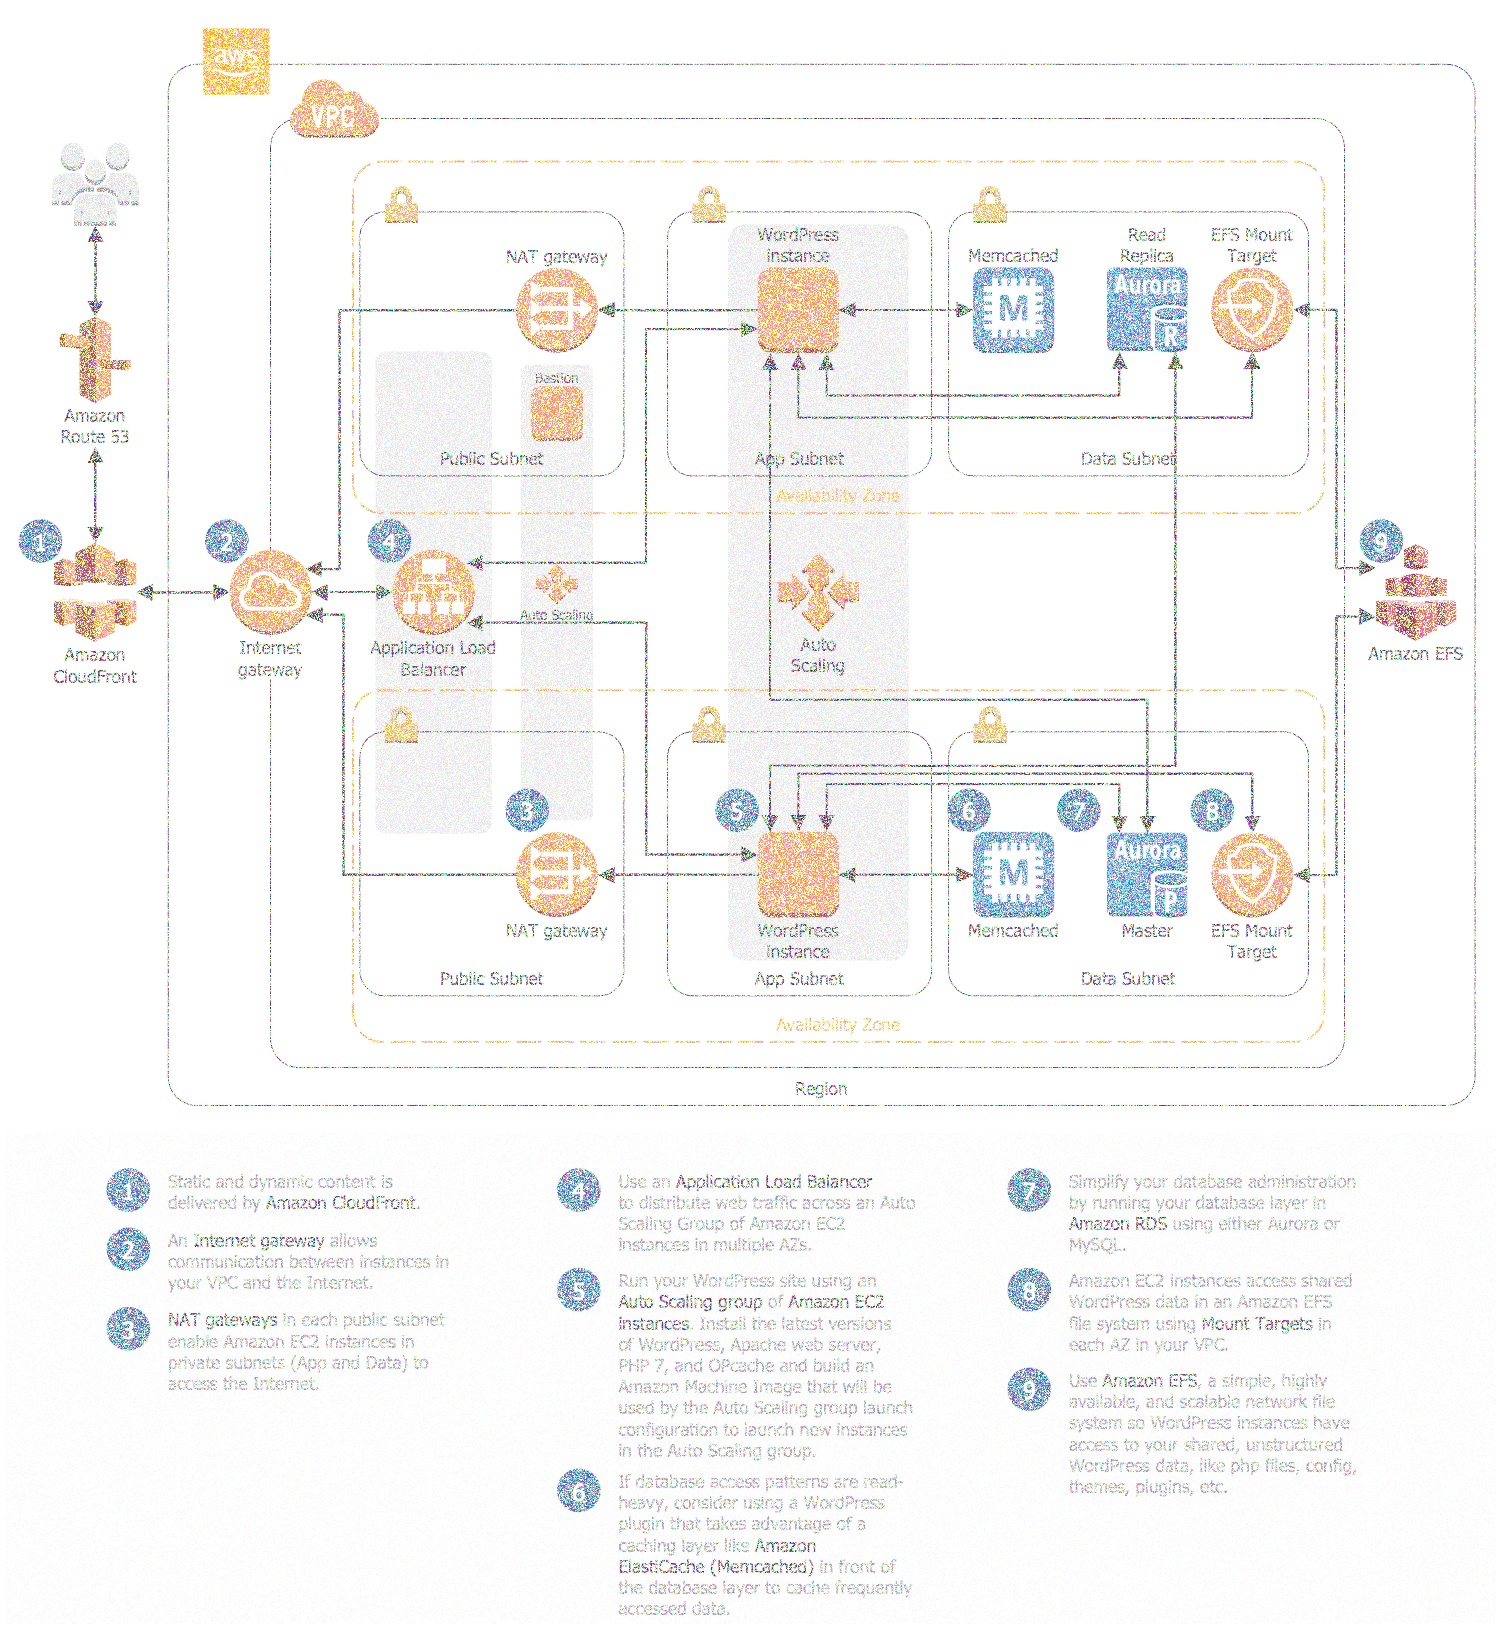 aws
VPC
WordPress
instance
Read
Replica
EFS Mount
Target
NAT gateway
Memcached
M
Aurora
R
Bastion
Amazon
Route 53
Public Subnet
App Subnet
Data Subnet
Availability Zone
1
2
4
9
Auto Scaling
Amazon
CloudFront
Internet
gateway
Application Load
Balancer
Auto
Scaling
Amazon EFS
3
5
6
7
8
Aurora
M
P
NAT gateway
WordPress
instance
Memcached
Master
EFS Mount
Target
Public Subnet
App Subnet
Data Subnet
Availability Zone
Region
1
Static and dynamic content is
delivered by Amazon CloudFront.
2
An Internet gateway allows
communication between instances in
your VPC and the Internet.
3
NAT gateways in each public subnet
enable Amazon EC2 instances in
private subnets (App and Data) to
access the Internet.
4
Use an Application Load Balancer
to distribute web traffic across an Auto
Scaling Group of Amazon EC2
instances in multiple AZs.
5
Run your WordPress site using an
Auto Scaling group of Amazon EC2
instances. Install the latest versions
of WordPress, Apache web server,
PHP 7, and OPcache and build an
Amazon Machine Image that will be
used by the Auto Scaling group launch
configuration to launch new instances
in the Auto Scaling group.
6
If database access patterns are read-
heavy, consider using a WordPress
plugin that takes advantage of a
caching layer like Amazon
ElastiCache (Memcached) in front of
the database layer to cache frequently
accessed data.
7
Simplify your database administration
by running your database layer in
Amazon RDS using either Aurora or
MySQL.
8
Amazon EC2 instances access shared
WordPress data in an Amazon EFS
file system using Mount Targets in
each AZ in your VPC.
9
Use Amazon EFS, a simple, highly
available, and scalable network file
system so WordPress instances have
access to your shared, unstructured
WordPress data, like php files, config,
themes, plugins, etc.